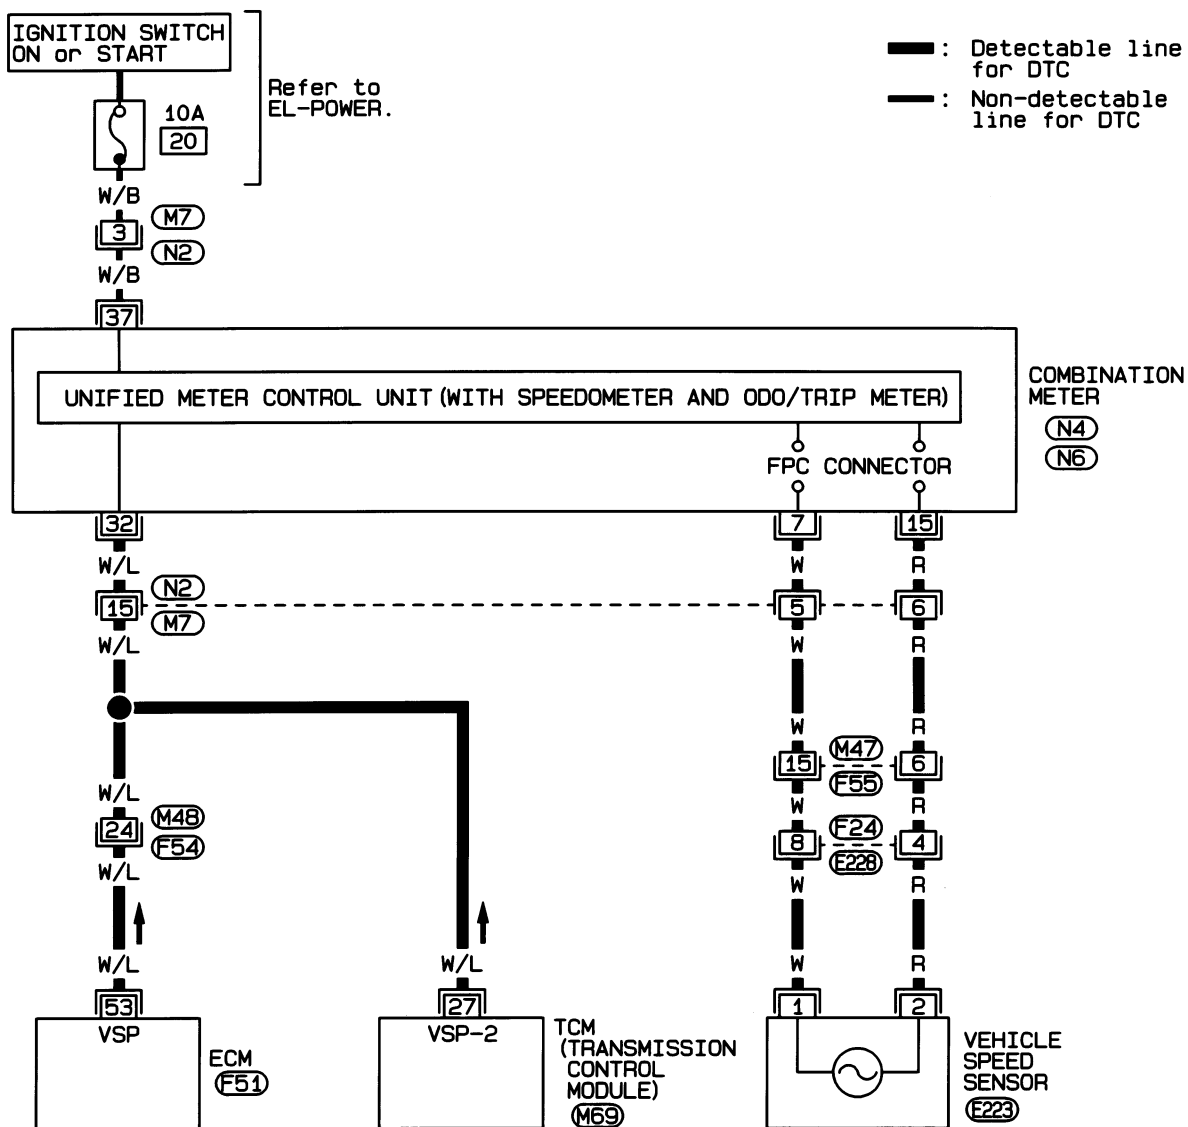 IGNITION SWITCH
ON or START
Refer to
EL-POWER.
10A
20
: Detectable line
for DTC
: Non-detectable
line for DTC
W/B
3
M7
N2
W/B
37
UNIFIED METER CONTROL UNIT (WITH SPEEDOMETER AND ODO/TRIP METER)
FPC CONNECTOR
COMBINATION
METER
N4
N6
32
7
15
W/L
W
R
15
N2
M7
5
6
W/L
W
R
W
R
15
M47
F55
6
W/L
W
R
24
M48
F54
8
F24
E228
4
W/L
W
R
W/L
W/L
W
R
53
27
1
2
VSP
VSP-2
ECM
F51
TCM
(TRANSMISSION
CONTROL
MODULE)
M69
VEHICLE
SPEED
SENSOR
E223